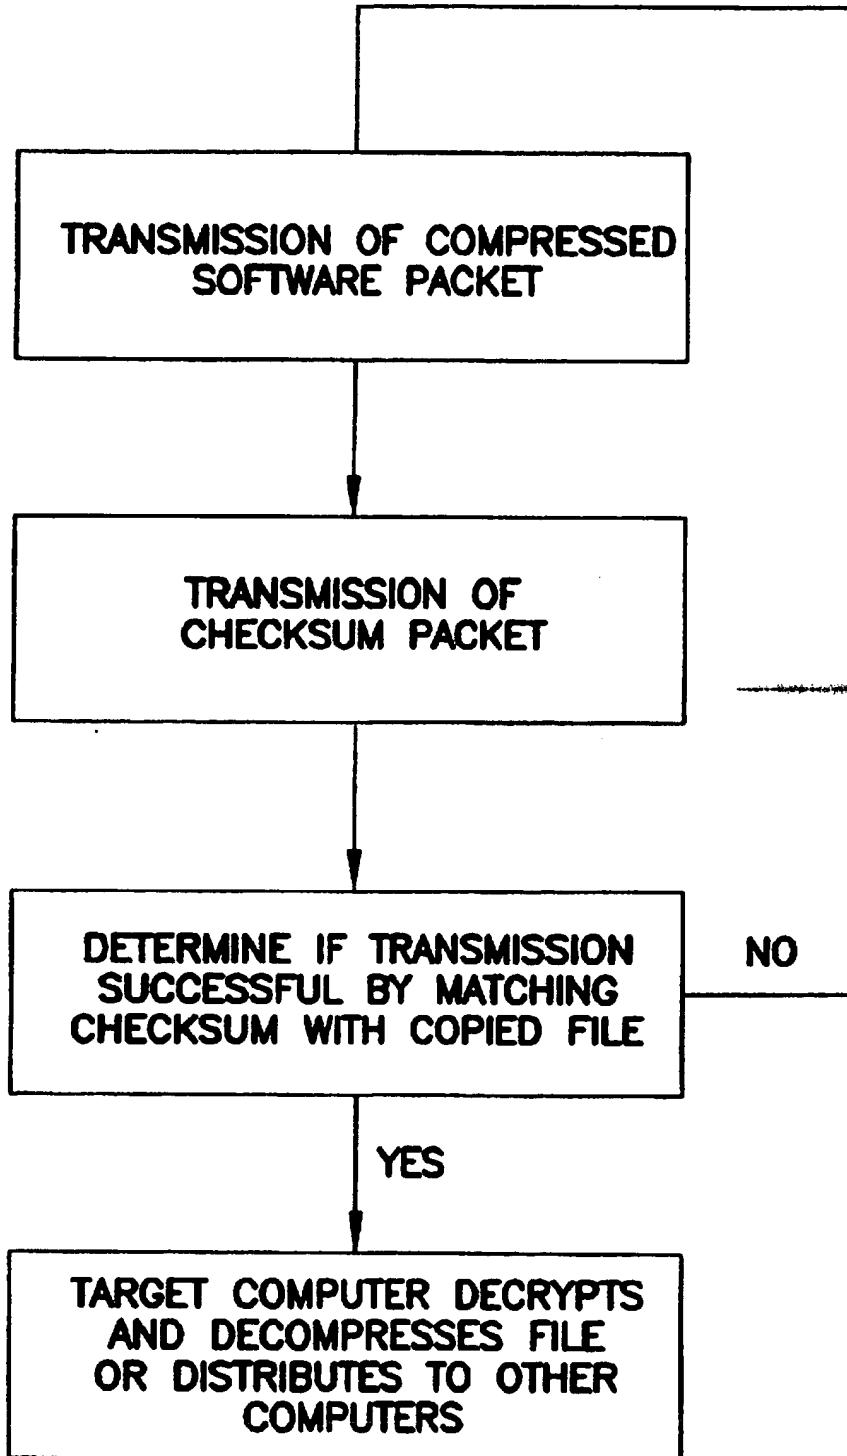 TRANSMISSION OF COMPRESSED
SOFTWARE PACKET
TRANSMISSION OF
CHECKSUM PACKET
DETERMINE IF TRANSMISSION
SUCCESSFUL BY MATCHING
CHECKSUM WITH COPIED FILE
NO
YES
TARGET COMPUTER DECRYPTS
AND DECOMPRESSES FILE
OR DISTRIBUTES TO OTHER
COMPUTERS